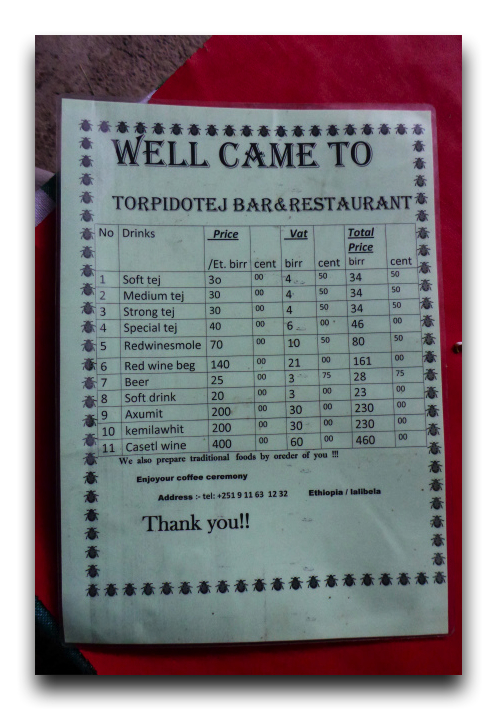 WELL CAME TO
TORPIDOTEJ BAR&RESTAURANT
No Drinks Price Vat Total
Price
/Et. birr cent birr cent birr cent
1 Soft tej 3o 00 4 50 34 50
2 Medium tej 30 00 4 50 34 50
3 Strong tej 30 00 4 50 34 50
4 Special tej 40 00 6 00 46 00
5 Redwinesmole 70 00 10 50 80 50
6 Red wine beg 140 00 21 00 161 00
7 Beer 25 00 3 75 28 75
8 Soft drink 20 00 3 00 23 00
9 Axumit 200 00 30 00 230 00
10 kemilawhit 200 00 30 00 230 00
11 Casetl wine 400 00 60 00 460 00
We also prepare traditional foods by oreder of you !!!
Enjoyour coffee ceremony
Address :- tel: +251 9 11 63 12 32 Ethiopia / lalibela
Thank you!!